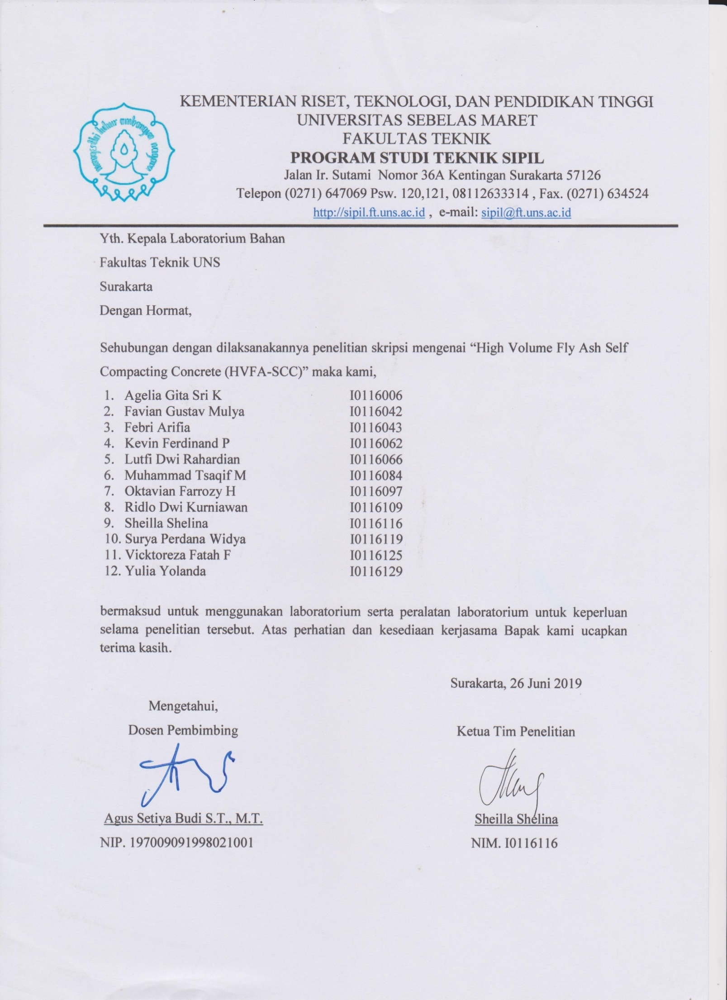 KEMENTERIAN RISET, TEKNOLOGI, DAN PENDIDIKAN TINGGI
UNIVERSITAS SEBELAS MARET
FAKULTAS TEKNIK
PROGRAM STUDI TEKNIK SIPIL
Jalan Ir. Sutami Nomor 36A Kentingan Surakarta 57126
Telepon (0271) 647069 Psw. 120,121, 08112633314 , Fax. (0271) 634524
http://sipil.ft.uns.ac.id , e-mail: sipil@ft.uns.ac.id
Yth. Kepala Laboratorium Bahan
Fakultas Teknik UNS
Surakarta
Dengan Hormat,
Sehubungan dengan dilaksanakannya penelitian skripsi mengenai “High Volume Fly Ash Self
Compacting Concrete (HVFA-SCC)” maka kami,
1. Agelia Gita Sri K I0116006
2. Favian Gustav Mulya I0116042
3. Febri Arifia I0116043
4. Kevin Ferdinand P I0116062
5. Lutfi Dwi Rahardian I0116066
6. Muhammad Tsaqif M I0116084
7. Oktavian Farrozy H I0116097
8. Ridlo Dwi Kurniawan I0116109
9. Sheilla Shelina I0116116
10. Surya Perdana Widya I0116119
11. Vicktoreza Fatah F I0116125
12. Yulia Yolanda I0116129
bermaksud untuk menggunakan laboratorium serta peralatan laboratorium untuk keperluan
selama penelitian tersebut. Atas perhatian dan kesediaan kerjasama Bapak kami ucapkan
terima kasih.
Surakarta, 26 Juni 2019
Mengetahui,
Dosen Pembimbing
Ketua Tim Penelitian
Agus Setiya Budi S.T., M.T.
Sheilla Shelina
NIP. 197009091998021001
NIM. I0116116